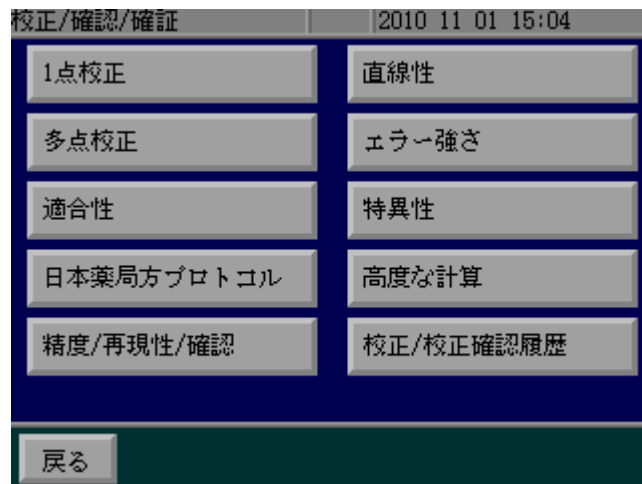 校正/確認/確証 2010 11 01 15:04
1点校正
直線性
多点校正
エラー強さ
適合性
特異性
日本薬局方プロトコル
高度な計算
精度/再現性/確認
校正/校正確認履歴
戻る